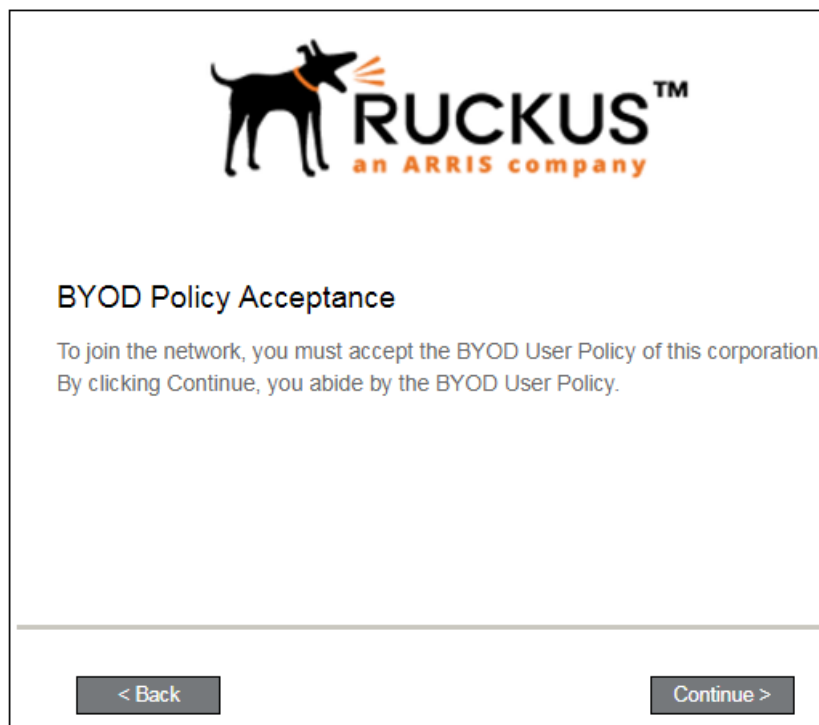 RUCKUS™
an ARRIS company
BYOD Policy Acceptance
To join the network, you must accept the BYOD User Policy of this corporation
By clicking Continue, you abide by the BYOD User Policy.
< Back
Continue >